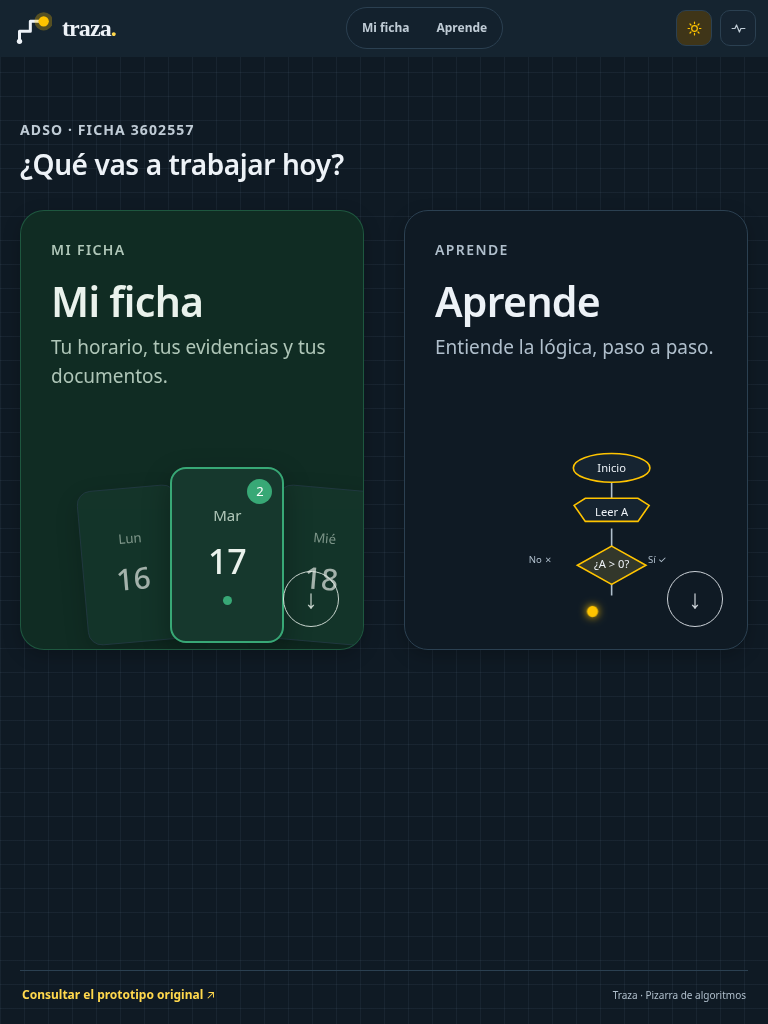 traza.
Mi ficha
Aprende
ADSO · FICHA 3602557
¿Qué vas a trabajar hoy?
MI FICHA
Mi ficha
Tu horario, tus evidencias y tus
documentos.
Lun
16
2
Mar
17
Mié
18
↓
APRENDE
Aprende
Entiende la lógica, paso a paso.
Inicio
Leer A
No ×
¿A > 0?
Sí ✓
↓
Consultar el prototipo original ↗
Traza · Pizarra de algoritmos